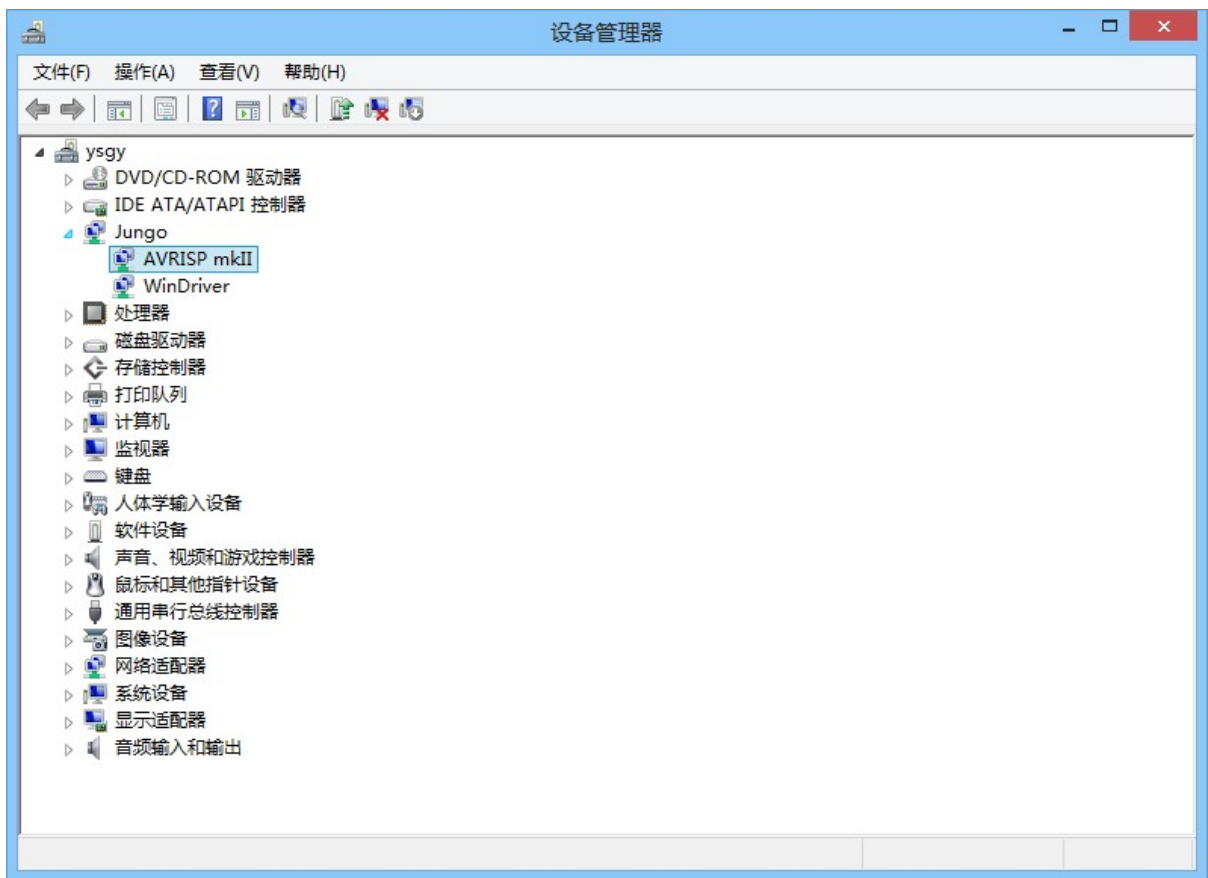 设备管理器
文件(F) 操作(A) 查看(V) 帮助(H)
ysgy
DVD/CD-ROM 驱动器
IDE ATA/ATAPI 控制器
Jungo
AVRISP mkII
WinDriver
处理器
磁盘驱动器
存储控制器
打印队列
计算机
监视器
键盘
人体学输入设备
软件设备
声音、视频和游戏控制器
鼠标和其他指针设备
通用串行总线控制器
图像设备
网络适配器
系统设备
显示适配器
音频输入和输出